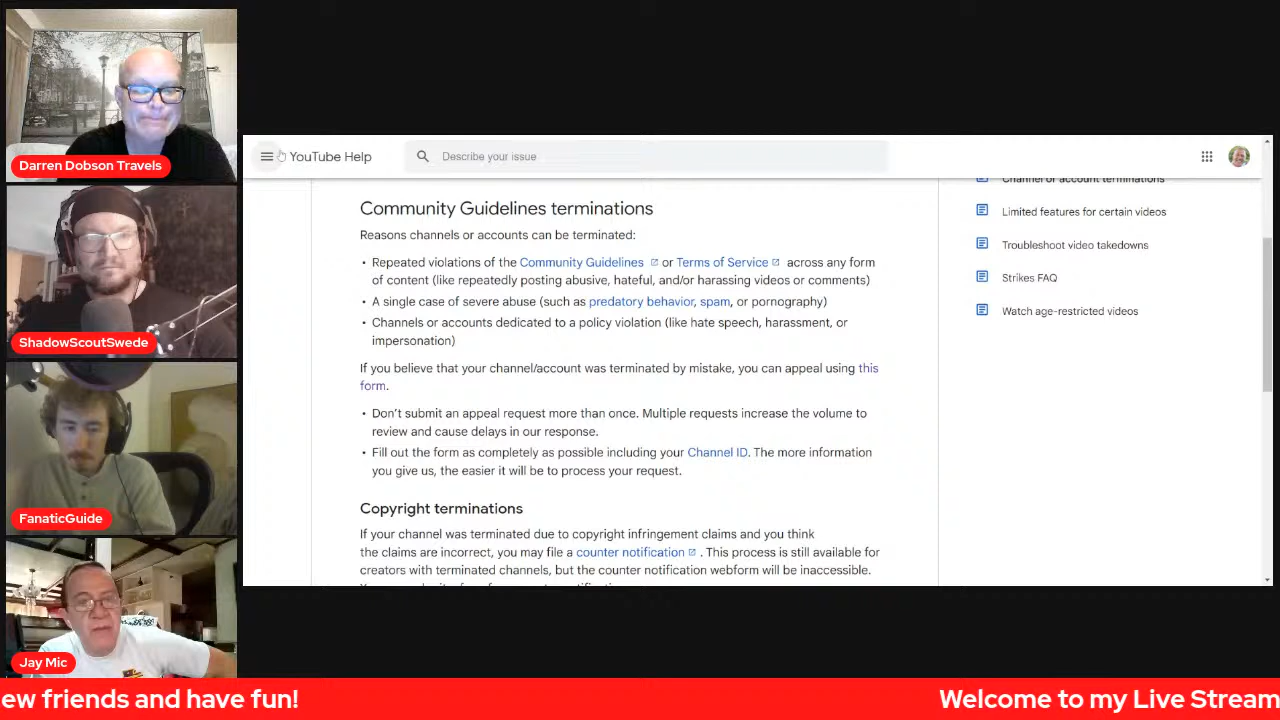 Darren Dobson Travels
ShadowScoutSwede
FanaticGuide
Jay Mic
YouTube Help
Describe your issue
Community Guidelines terminations
Reasons channels or accounts can be terminated:
• Repeated violations of the Community Guidelines or Terms of Service across any form
of content (like repeatedly posting abusive, hateful, and/or harassing videos or comments)
• A single case of severe abuse (such as predatory behavior, spam, or pornography)
• Channels or accounts dedicated to a policy violation (like hate speech, harassment, or
impersonation)
If you believe that your channel/account was terminated by mistake, you can appeal using this
form.
• Don't submit an appeal request more than once. Multiple requests increase the volume to
review and cause delays in our response.
• Fill out the form as completely as possible including your Channel ID. The more information
you give us, the easier it will be to process your request.
Copyright terminations
If your channel was terminated due to copyright infringement claims and you think
the claims are incorrect, you may file a counter notification. This process is still available for
creators with terminated channels, but the counter notification webform will be inaccessible.
Channel or account terminations
Limited features for certain videos
Troubleshoot video takedowns
Strikes FAQ
Watch age-restricted videos
ew friends and have fun!
Welcome to my Live Stream